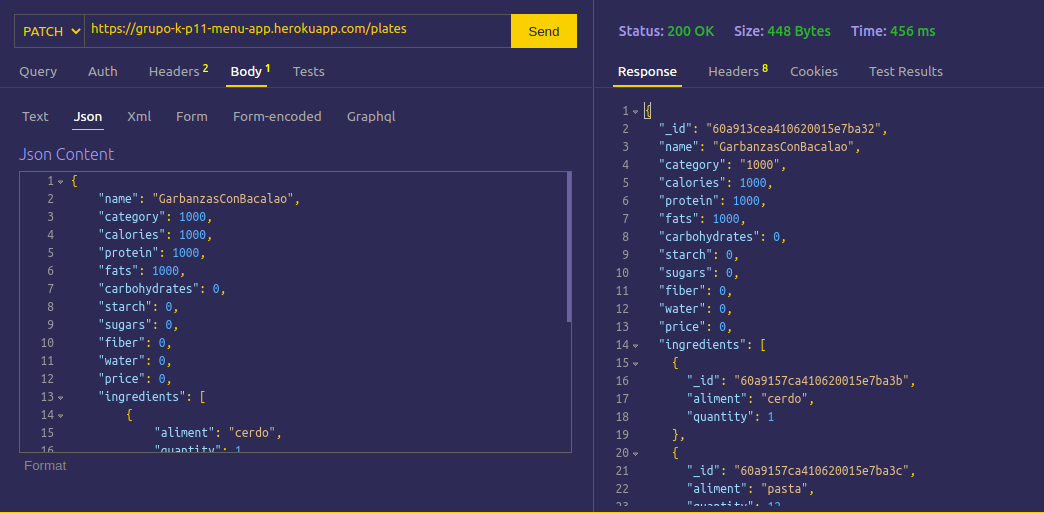 PATCH https://grupo-k-p11-menu-app.herokuapp.com/plates Send
Query Auth Headers 2 Body 1 Tests
Text Json Xml Form Form-encoded Graphql
Json Content
1 {
2 "name": "GarbanzasConBacalao",
3 "category": 1000,
4 "calories": 1000,
5 "protein": 1000,
6 "fats": 1000,
7 "carbohydrates": 0,
8 "starch": 0,
9 "sugars": 0,
10 "fiber": 0,
11 "water": 0,
12 "price": 0,
13 "ingredients": [
14 {
15 "aliment": "cerdo",
16 "quantity": 1
Format
Status: 200 OK Size: 448 Bytes Time: 456 ms
Response Headers 8 Cookies Test Results
1 {
2 "_id": "60a913cea410620015e7ba32",
3 "name": "GarbanzasConBacalao",
4 "category": "1000",
5 "calories": 1000,
6 "protein": 1000,
7 "fats": 1000,
8 "carbohydrates": 0,
9 "starch": 0,
10 "sugars": 0,
11 "fiber": 0,
12 "water": 0,
13 "price": 0,
14 "ingredients": [
15 {
16 "_id": "60a9157ca410620015e7ba3b",
17 "aliment": "cerdo",
18 "quantity": 1
19 },
20 {
21 "_id": "60a9157ca410620015e7ba3c",
22 "aliment": "pasta",
23 "quantity": 12